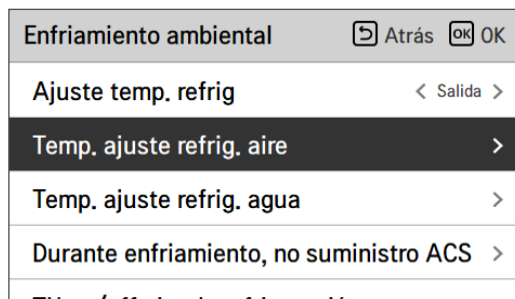 Enfriamiento ambiental Atrás OK OK
Ajuste temp. refrig < Salida >
Temp. ajuste refrig. aire >
Temp. ajuste refrig. agua >
Durante enfriamiento, no suministro ACS >